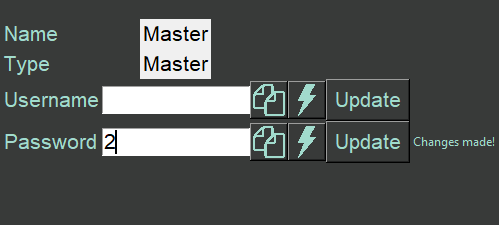 Name Master
Type Master
Username Update
Password 2 Update Changes made!